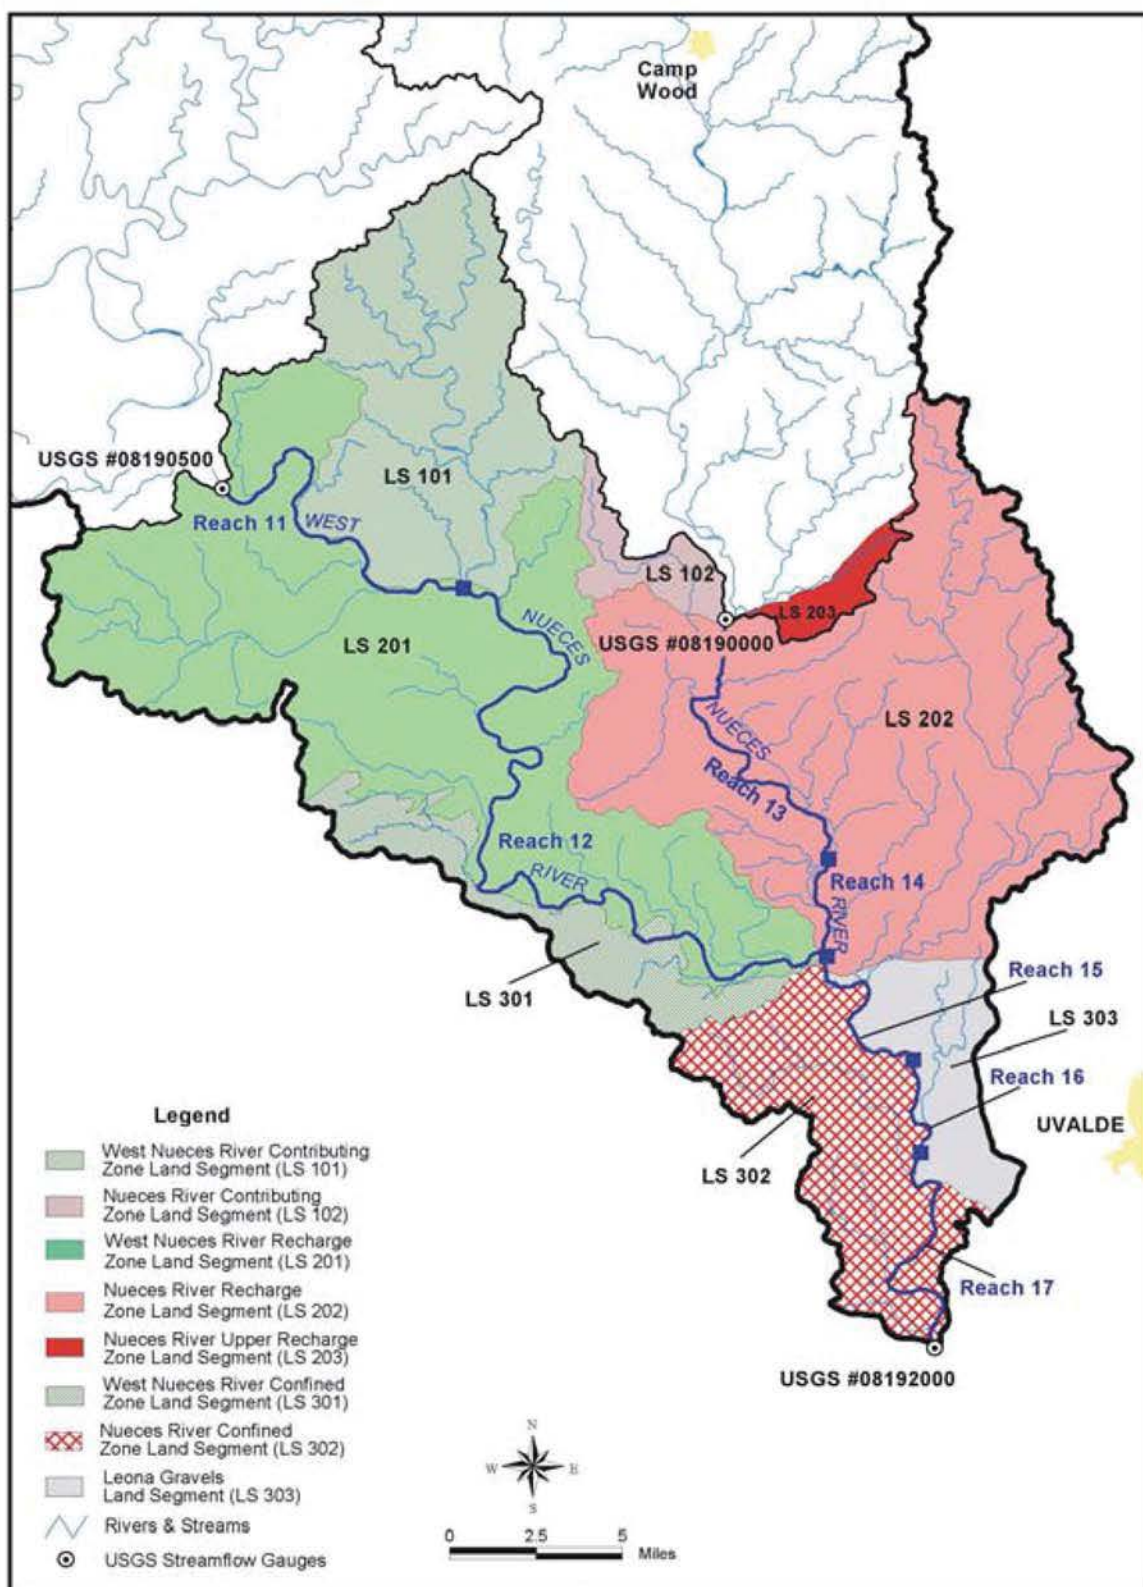 Camp
Wood
USGS #08190500
LS 101
Reach 11
WEST
LS 102
LS 203
NUECES
USGS #08190000
LS 201
LS 202
NUECES
Reach 13
Reach 12
RIVER
Reach 14
RIVER
LS 301
Reach 15
LS 303
Reach 16
UVALDE
LS 302
Reach 17
USGS #08192000
Legend
West Nueces River Contributing
Zone Land Segment (LS 101)
Nueces River Contributing
Zone Land Segment (LS 102)
West Nueces River Recharge
Zone Land Segment (LS 201)
Nueces River Recharge
Zone Land Segment (LS 202)
Nueces River Upper Recharge
Zone Land Segment (LS 203)
West Nueces River Confined
Zone Land Segment (LS 301)
Nueces River Confined
Zone Land Segment (LS 302)
Leona Gravels
Land Segment (LS 303)
Rivers & Streams
USGS Streamflow Gauges
N
W E
S
0 2.5 5
Miles